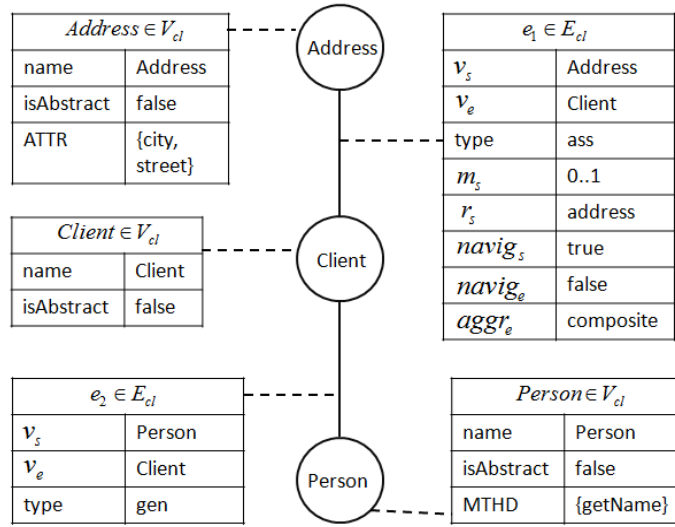 Address ∈ V_cl
name Address
isAbstract false
ATTR {city,
street}
Address
e_1 ∈ E_cl
v_s Address
v_e Client
type ass
m_s 0..1
r_s address
navig_s true
navig_e false
aggr_e composite
Client ∈ V_cl
name Client
isAbstract false
Client
e_2 ∈ E_cl
v_s Person
v_e Client
type gen
Person
Person ∈ V_cl
name Person
isAbstract false
MTHD {getName}